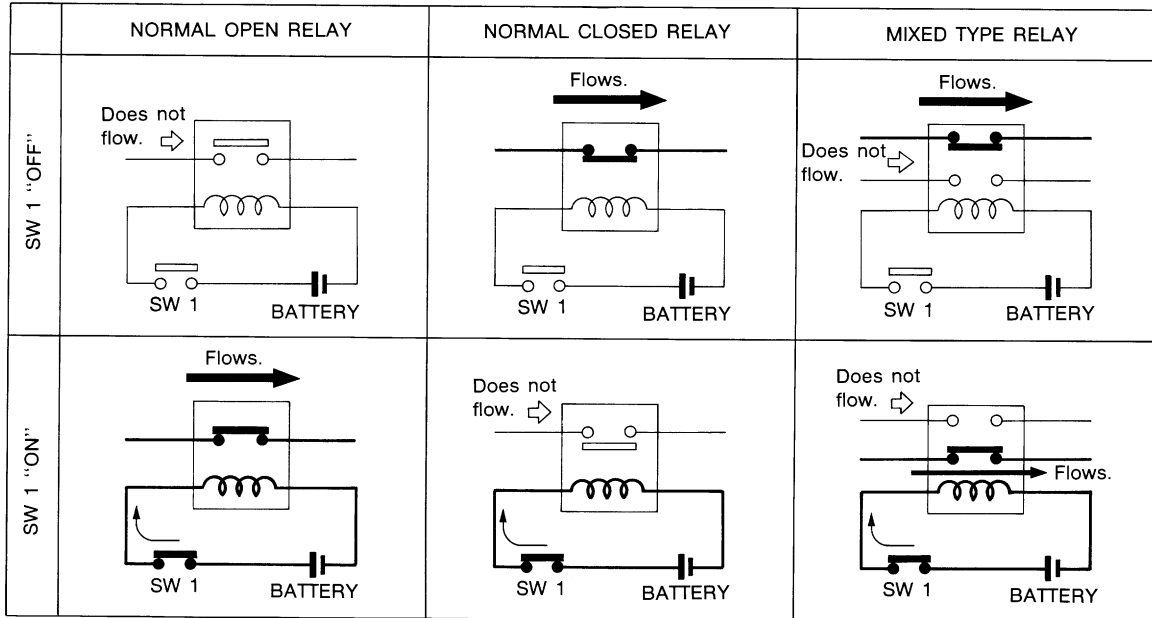 NORMAL OPEN RELAY
NORMAL CLOSED RELAY
MIXED TYPE RELAY
SW 1 "OFF"
Does not
flow.
SW 1
BATTERY
Flows.
SW 1
BATTERY
Flows.
Does not
flow.
SW 1
BATTERY
SW 1 "ON"
Flows.
SW 1
BATTERY
Does not
flow.
SW 1
BATTERY
Does not
flow.
Flows.
SW 1
BATTERY